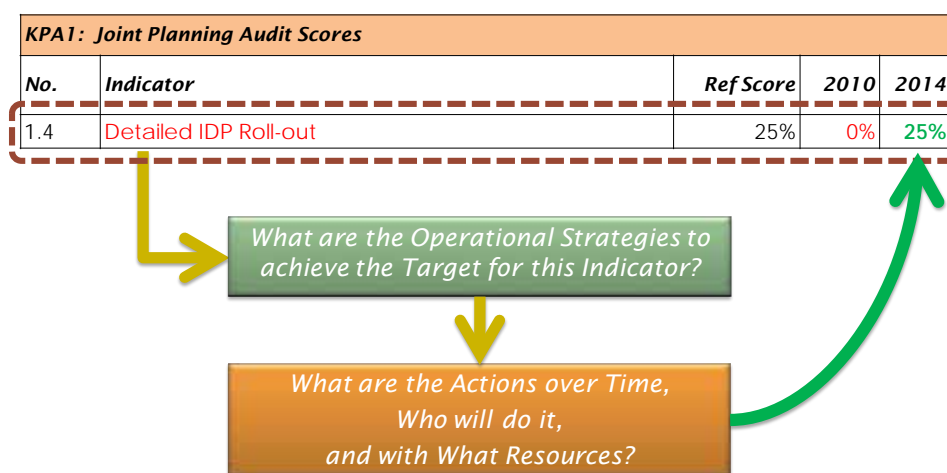 KPA1: Joint Planning Audit Scores
No. Indicator Ref Score 2010 2014
1.4 Detailed IDP Roll-out 25% 0% 25%
What are the Operational Strategies to
achieve the Target for this Indicator?
What are the Actions over Time,
Who will do it,
and with What Resources?